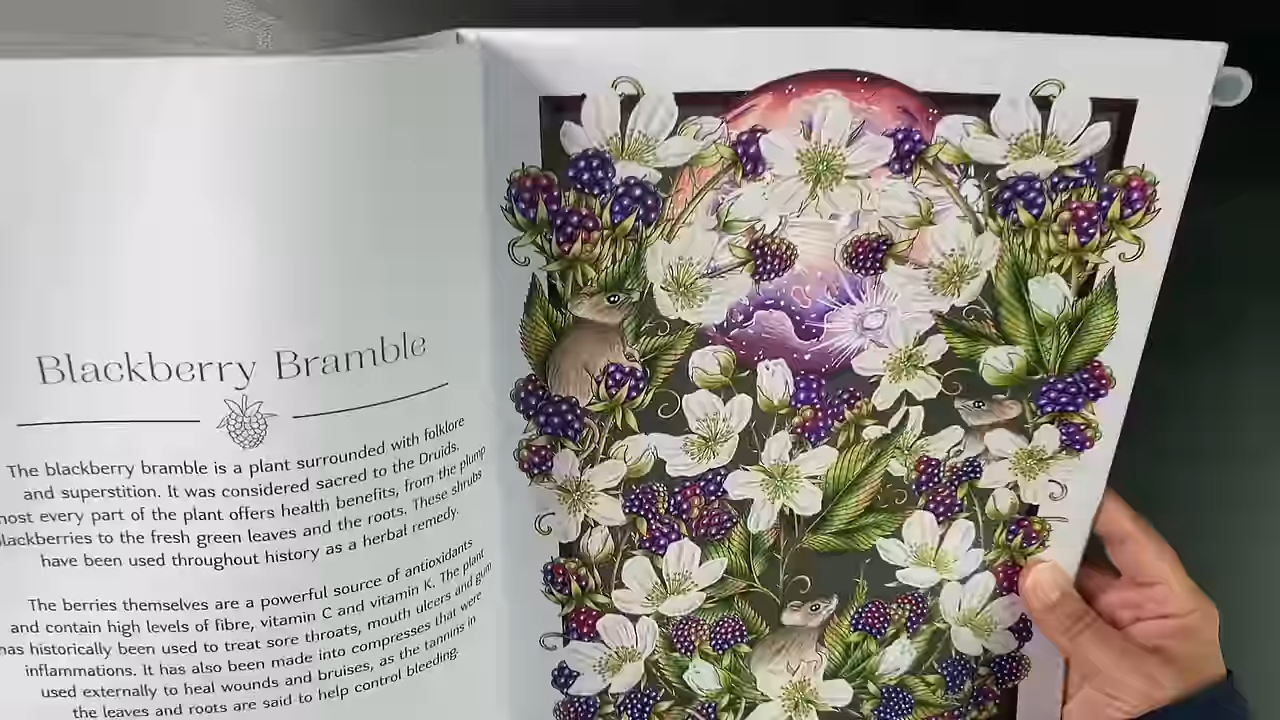 Blackberry Bramble
The blackberry bramble is a plant surrounded with folklore
and superstition. It was considered sacred to the Druids.
most every part of the plant offers health benefits, from the plump
blackberries to the fresh green leaves and the roots. These shrubs
have been used throughout history as a herbal remedy.
The berries themselves are a powerful source of antioxidants
and contain high levels of fibre, vitamin C and vitamin K. The plant
has historically been used to treat sore throats, mouth ulcers and gum
inflammations. It has also been made into compresses that were
used externally to heal wounds and bruises, as the tannins in
the leaves and roots are said to help control bleeding.